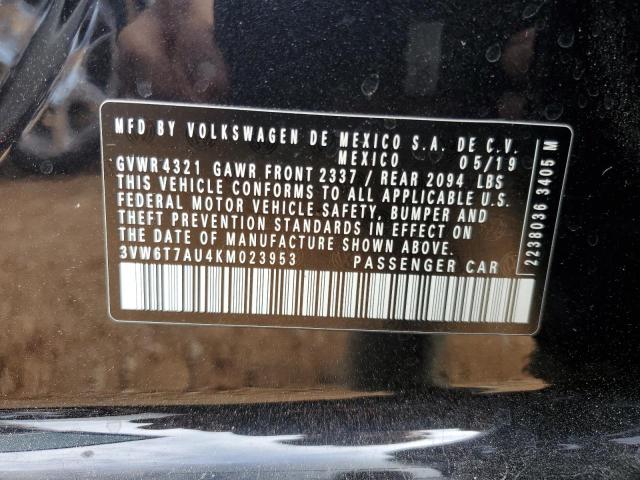 MFD BY VOLKSWAGEN DE MEXICO S.A. DE C.V.
MEXICO 05/19
GVWR 4321 GAWR FRONT 2337 / REAR 2094 LBS
THIS VEHICLE CONFORMS TO ALL APPLICABLE U.S.
FEDERAL MOTOR VEHICLE SAFETY, BUMPER AND
THEFT PREVENTION STANDARDS IN EFFECT ON
THE DATE OF MANUFACTURE SHOWN ABOVE.
3VW6T7AU4KM023953 PASSENGER CAR
2238036 3405 M